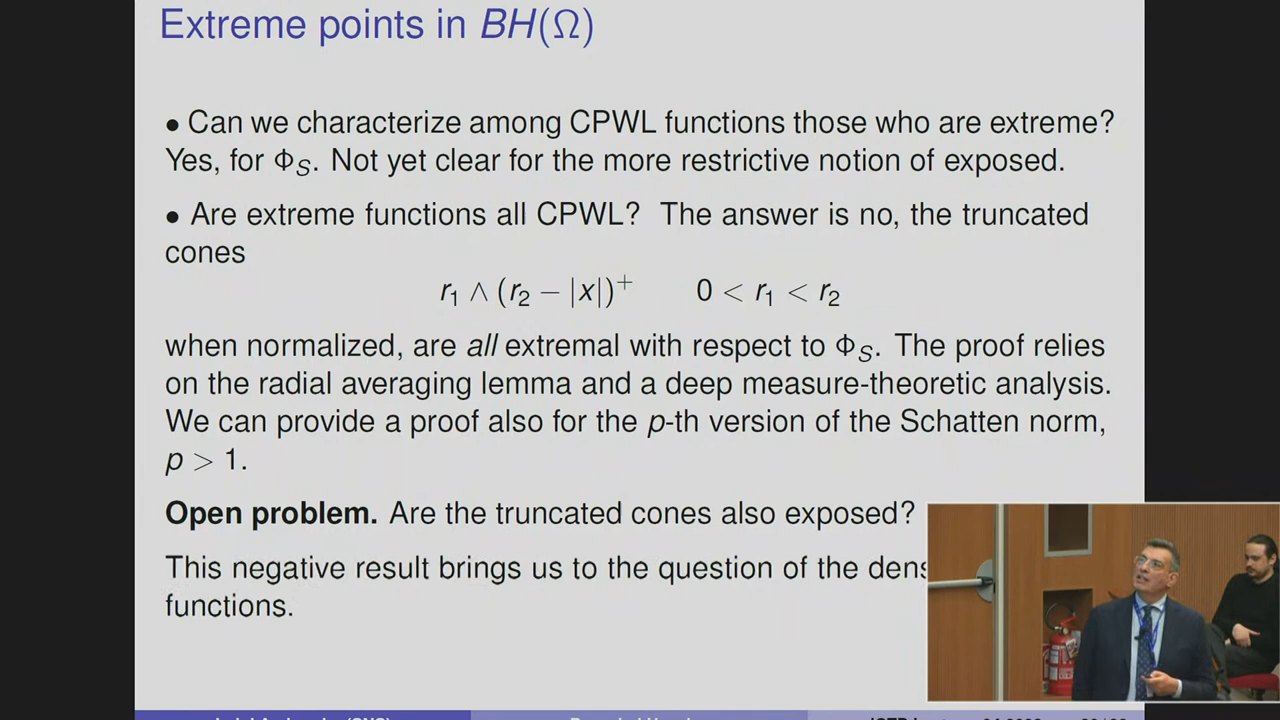 Extreme points in BH(Ω)
• Can we characterize among CPWL functions those who are extreme?
Yes, for Φ_S. Not yet clear for the more restrictive notion of exposed.
• Are extreme functions all CPWL? The answer is no, the truncated
cones
r₁ ∧ (r₂ − |x|)⁺ 0 < r₁ < r₂
when normalized, are all extremal with respect to Φ_S. The proof relies
on the radial averaging lemma and a deep measure-theoretic analysis.
We can provide a proof also for the p-th version of the Schatten norm,
p > 1.
Open problem. Are the truncated cones also exposed?
This negative result brings us to the question of the
functions.